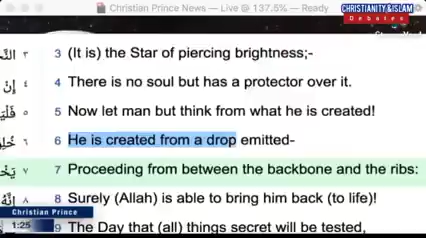 Christian Prince News — Live @ 137.5% — Ready
CHRISTIANITY & ISLAM
Debates
3 (It is) the Star of piercing brightness;-
4 There is no soul but has a protector over it.
5 Now let man but think from what he is created!
6 He is created from a drop emitted-
7 Proceeding from between the backbone and the ribs:
8 Surely (Allah) is able to bring him back (to life)!
Christian Prince
1:25
9 The Day that (all) things secret will be tested,